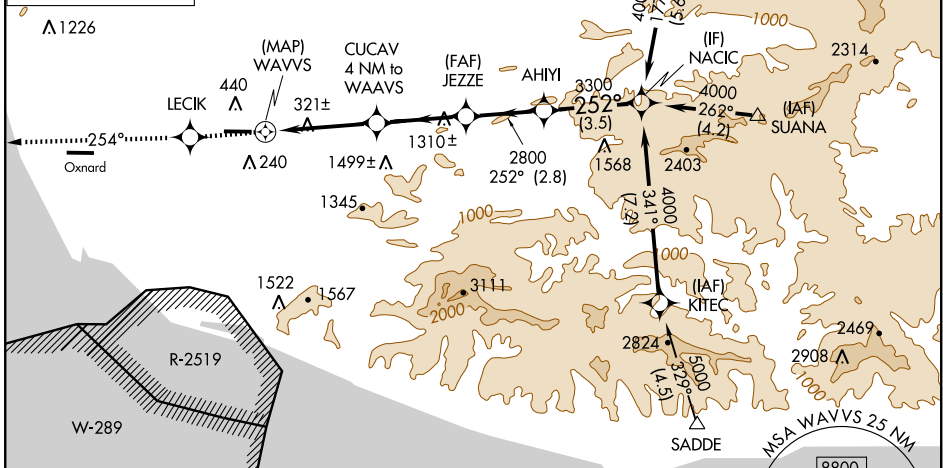 1226
(MAP)
WAVVS
CUCAV
4 NM to
WAAVS
(FAF)
JEZZE
AHIYI
(IF)
NACIC
1000
2314
LECIK
440
321±
3300
252°
(3.5)
4000
262°
(4.2)
(IAF)
SUANA
254°
Oxnard
240
1499±
1310±
2800
252° (2.8)
1568
2403
1345
1000
4000
341°
(7.2)
1000
1522
1567
3111
2000
(IAF)
KITEC
R-2519
2824
5000
329°
(4.5)
2469
2908
1000
W-289
SADDE
MSA WAVVS 25 NM